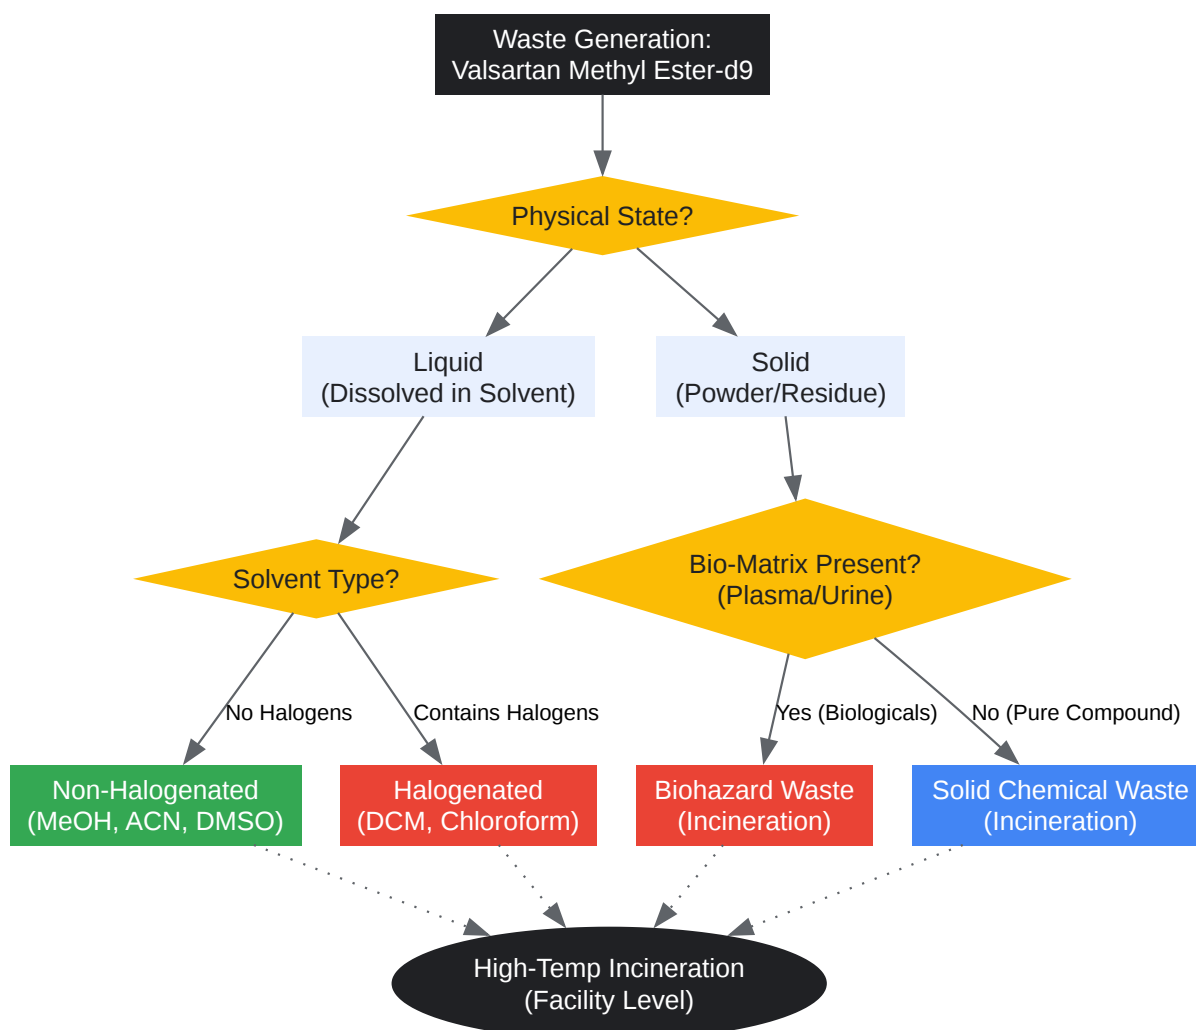 Waste Generation:
Valsartan Methyl Ester-d9
Physical State?
Liquid
(Dissolved in Solvent)
Solid
(Powder/Residue)
Solvent Type?
Bio-Matrix Present?
(Plasma/Urine)
No Halogens
Contains Halogens
Yes (Biologicals)
No (Pure Compound)
Non-Halogenated
(MeOH, ACN, DMSO)
Halogenated
(DCM, Chloroform)
Biohazard Waste
(Incineration)
Solid Chemical Waste
(Incineration)
High-Temp Incineration
(Facility Level)